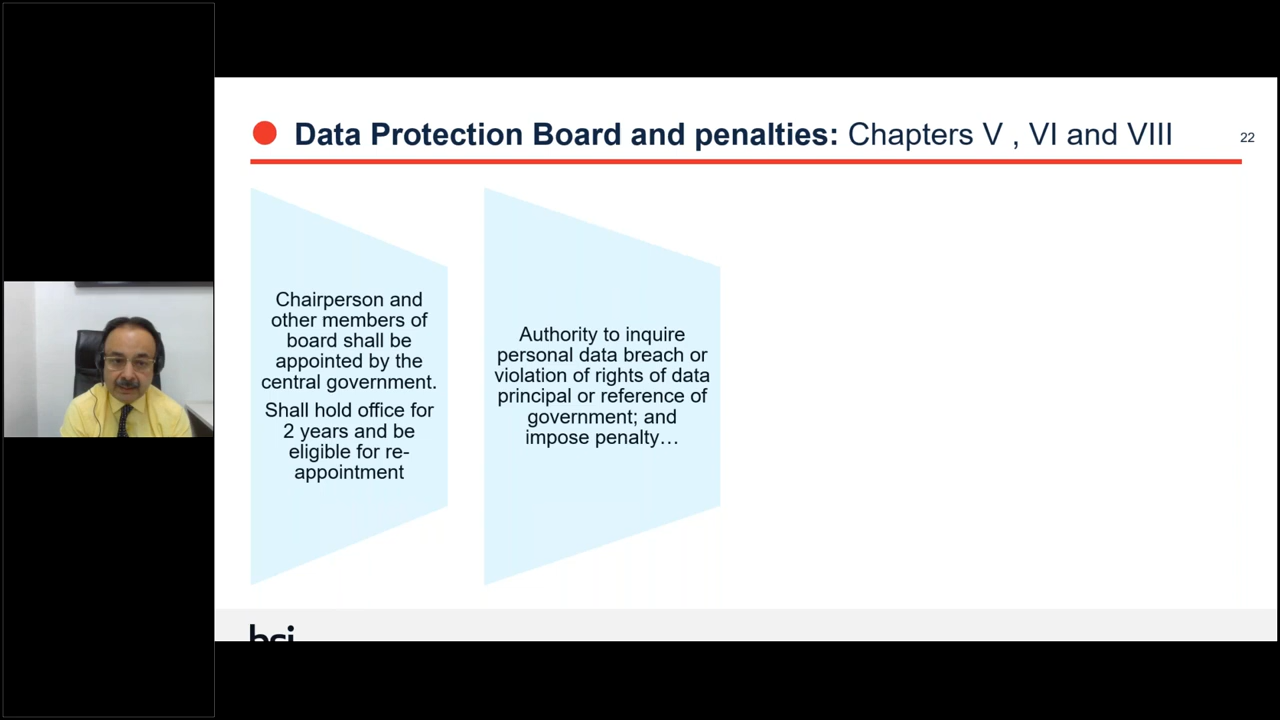 Data Protection Board and penalties: Chapters V , VI and VIII
22
Chairperson and
other members of
board shall be
appointed by the
central government.
Shall hold office for
2 years and be
eligible for re-
appointment
Authority to inquire
personal data breach or
violation of rights of data
principal or reference of
government; and
impose penalty…
bsi